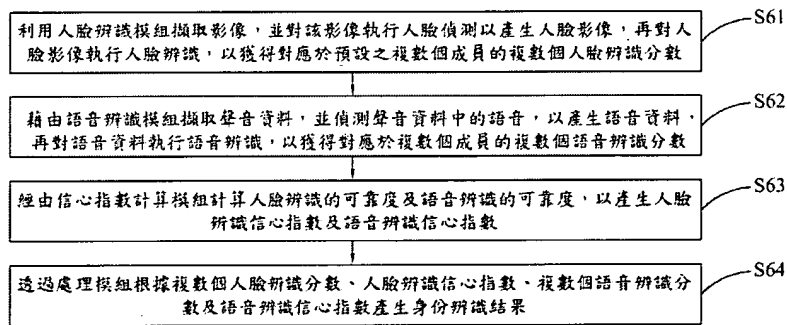 利用人臉辨識模組擷取影像，並對該影像執行人臉偵測以產生人臉影像，再對人
臉影像執行人臉辨識，以獲得對應於預設之複數個成員的複數個人臉辨識分數
S61
藉由語音辨識模組擷取聲音資料，並偵測聲音資料中的語音，以產生語音資料，
再對語音資料執行語音辨識，以獲得對應於複數個成員的複數個語音辨識分數
S62
經由信心指數計算模組計算人臉辨識的可靠度及語音辨識的可靠度，以產生人臉
辨識信心指數及語音辨識信心指數
S63
透過處理模組根據複數個人臉辨識分數、人臉辨識信心指數、複數個語音辨識分
數及語音辨識信心指數產生身份辨識結果
S64